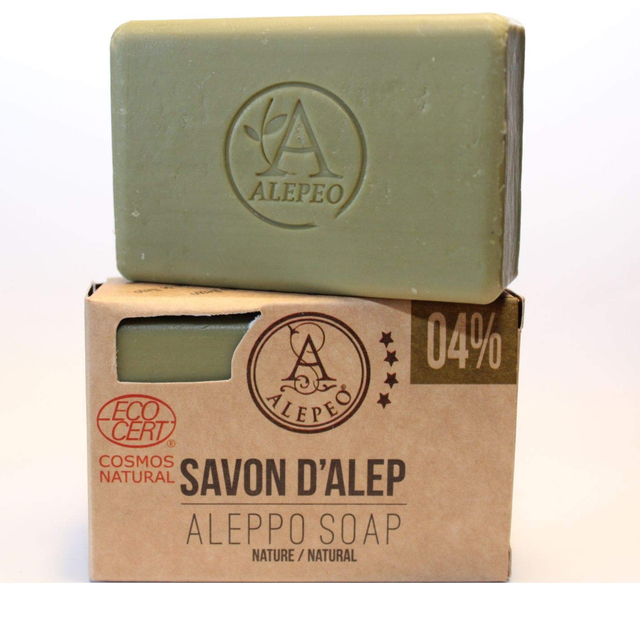 A
ALEPEO
04%
A
ALEPEO®
ECO
CERT®
COSMOS
NATURAL
SAVON D'ALEP
ALEPPO SOAP
NATURE / NATURAL